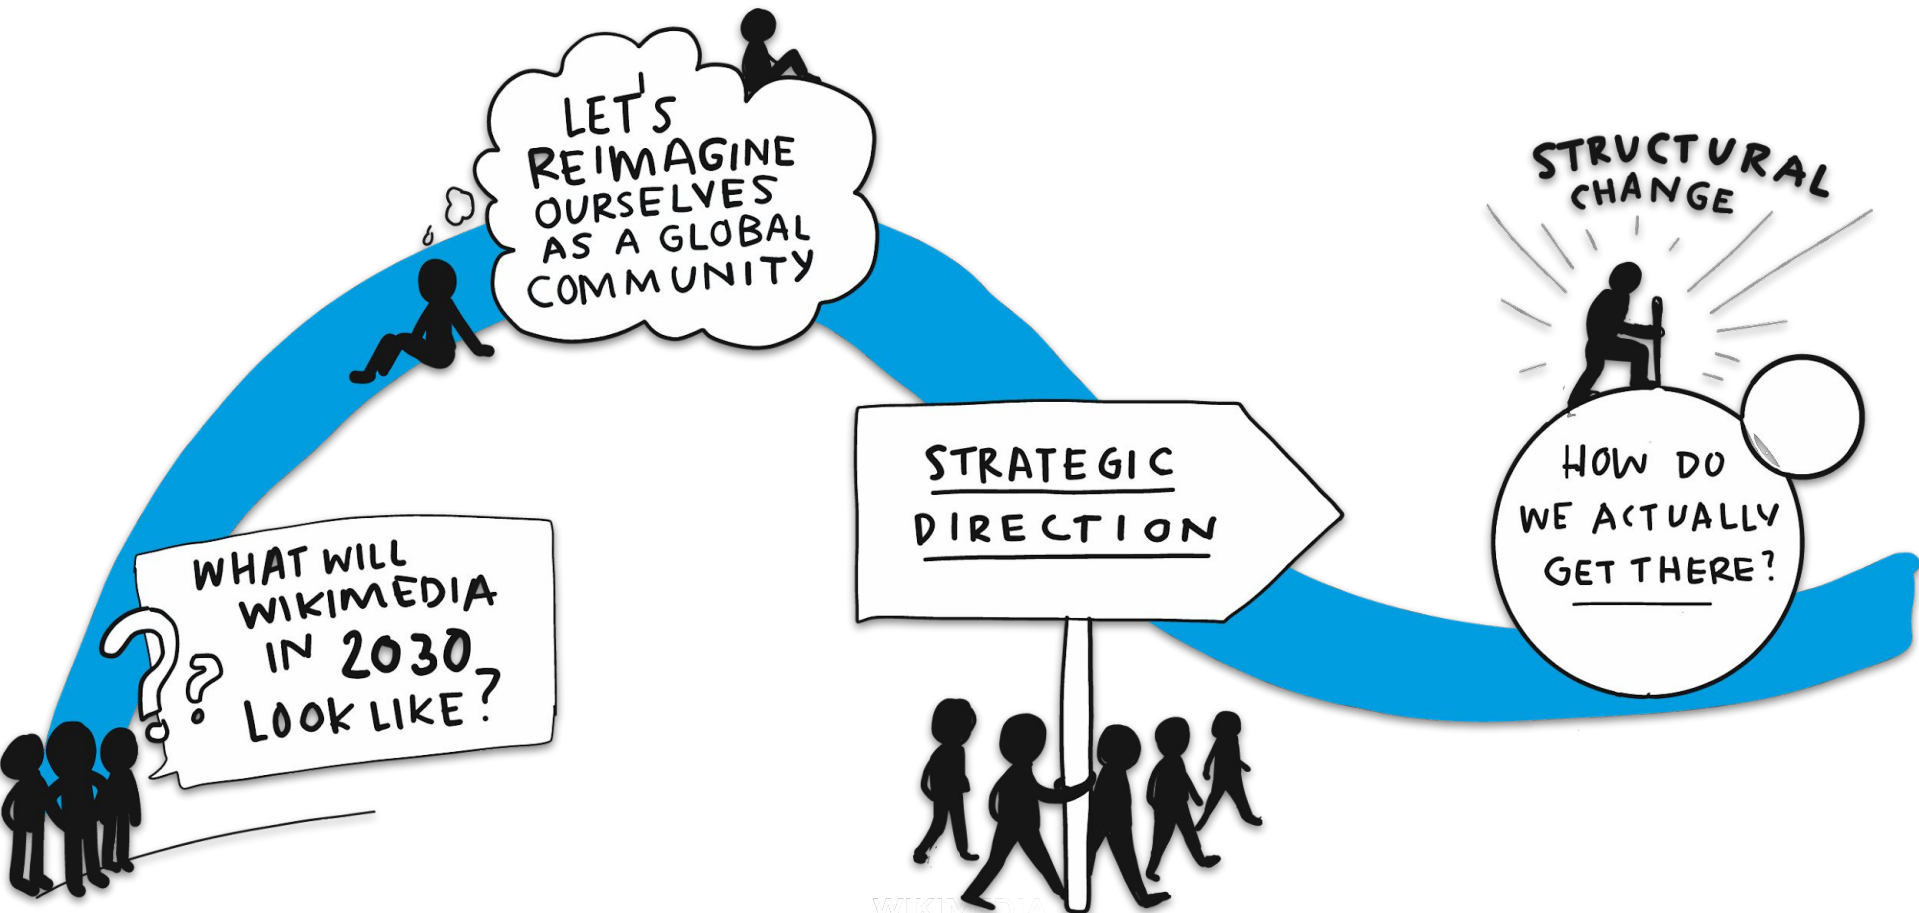 LET'S
REIMAGINE
OURSELVES
AS A GLOBAL
COMMUNITY
STRUCTURAL
CHANGE
WHAT WILL
WIKIMEDIA
IN 2030
LOOK LIKE?
? ?
STRATEGIC
DIRECTION
HOW DO
WE ACTUALLY
GET THERE?
WIKIMEDIA